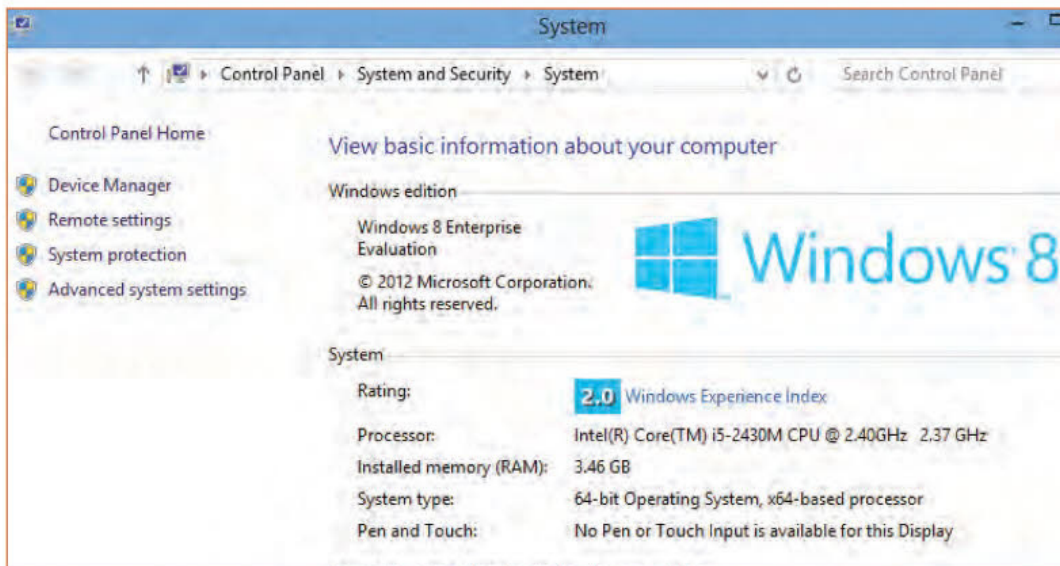 System
Control Panel System and Security System Search Control Panel
Control Panel Home
Device Manager
Remote settings
System protection
Advanced system settings
View basic information about your computer
Windows edition
Windows 8 Enterprise
Evaluation
© 2012 Microsoft Corporation.
All rights reserved.
Windows 8
System
Rating: 2.0 Windows Experience Index
Processor: Intel(R) Core(TM) i5-2430M CPU @ 2.40GHz 2.37 GHz
Installed memory (RAM): 3.46 GB
System type: 64-bit Operating System, x64-based processor
Pen and Touch: No Pen or Touch Input is available for this Display